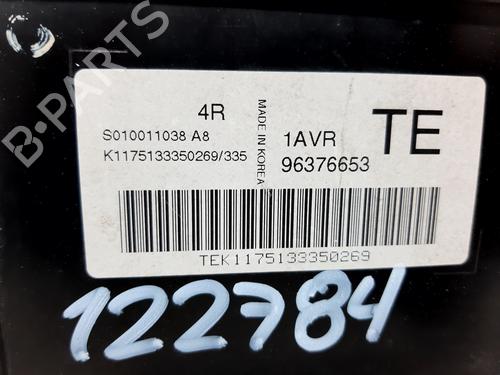 B-PARTS
4R
S010011038 A8
K1175133350269/335
MADE IN KOREA
1AVR
96376653
TE
TEK1175133350269
122784